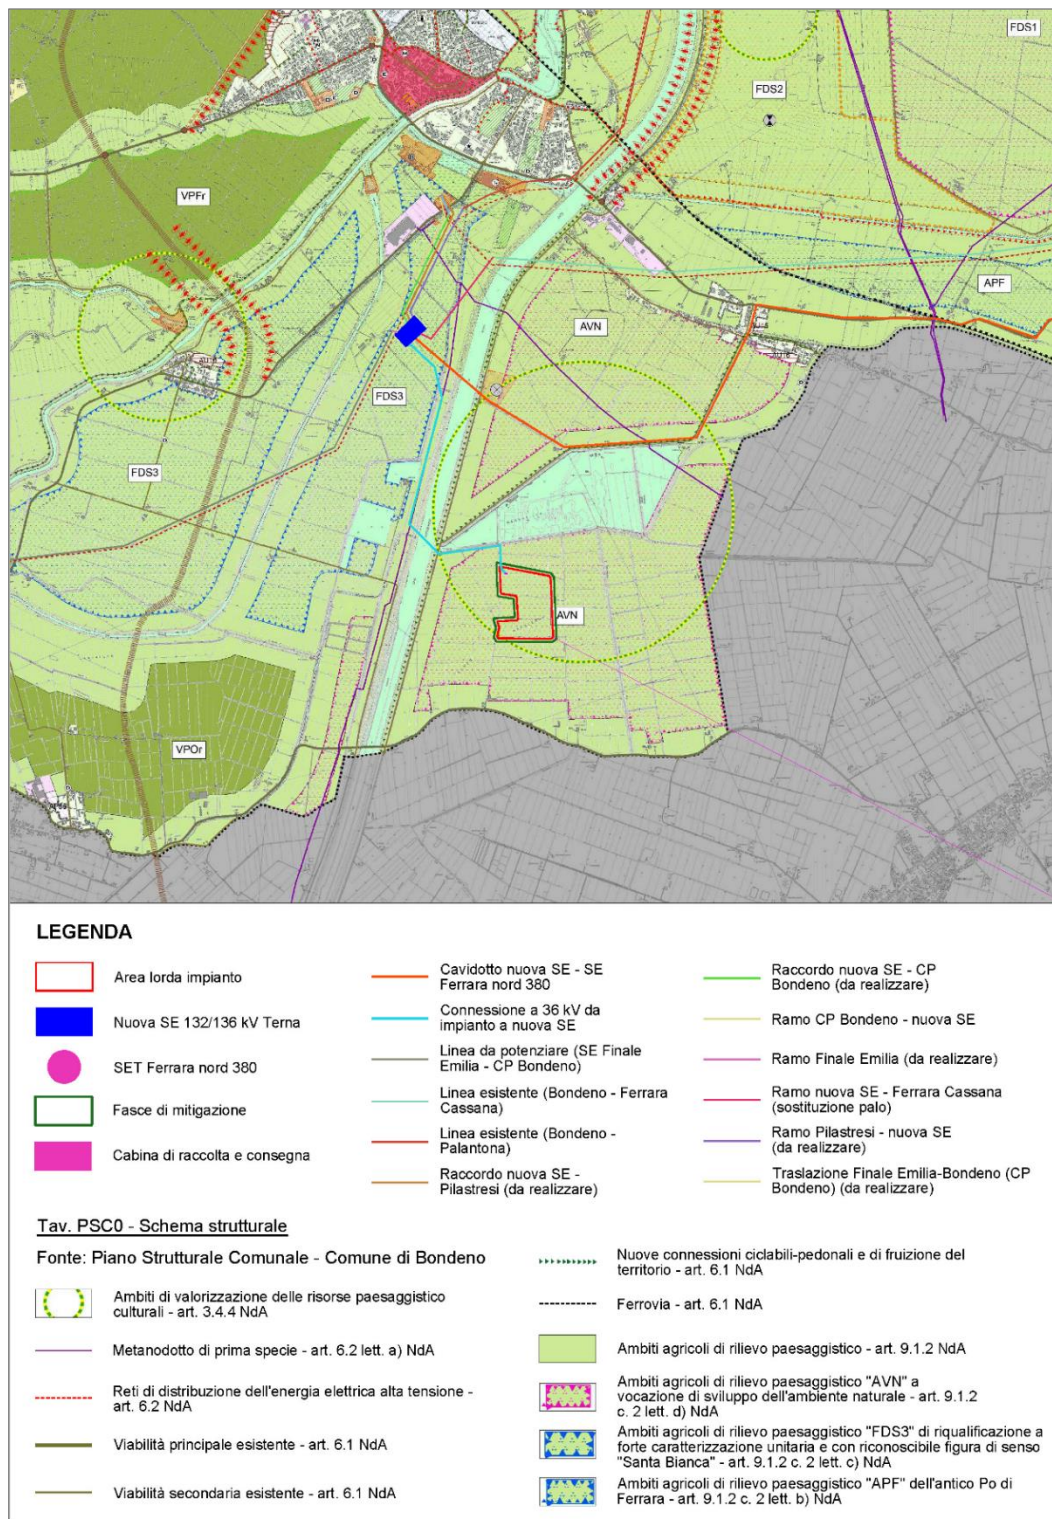 FDS1
FDS2
VPFr
APF
AVN
FDS3
FDS3
AVN
VPOr
LEGENDA
Area lorda impianto
Nuova SE 132/136 kV Terna
SET Ferrara nord 380
Fasce di mitigazione
Cabina di raccolta e consegna
Cavidotto nuova SE - SE
Ferrara nord 380
Connessione a 36 kV da
impianto a nuova SE
Linea da potenziare (SE Finale
Emilia - CP Bondeno)
Linea esistente (Bondeno - Ferrara
Cassana)
Linea esistente (Bondeno -
Palantona)
Raccordo nuova SE -
Pilastresi (da realizzare)
Raccordo nuova SE - CP
Bondeno (da realizzare)
Ramo CP Bondeno - nuova SE
Ramo Finale Emilia (da realizzare)
Ramo nuova SE - Ferrara Cassana
(sostituzione palo)
Ramo Pilastresi - nuova SE
(da realizzare)
Traslazione Finale Emilia-Bondeno (CP
Bondeno) (da realizzare)
Tav. PSC0 - Schema strutturale
Fonte: Piano Strutturale Comunale - Comune di Bondeno
Ambiti di valorizzazione delle risorse paesaggistico
culturali - art. 3.4.4 NdA
Metanodotto di prima specie - art. 6.2 lett. a) NdA
Reti di distribuzione dell'energia elettrica alta tensione -
art. 6.2 NdA
Viabilità principale esistente - art. 6.1 NdA
Viabilità secondaria esistente - art. 6.1 NdA
Nuove connessioni ciclabili-pedonali e di fruizione del
territorio - art. 6.1 NdA
Ferrovia - art. 6.1 NdA
Ambiti agricoli di rilievo paesaggistico - art. 9.1.2 NdA
Ambiti agricoli di rilievo paesaggistico "AVN" a
vocazione di sviluppo dell'ambiente naturale - art. 9.1.2
c. 2 lett. d) NdA
Ambiti agricoli di rilievo paesaggistico "FDS3" di riqualificazione a
forte caratterizzazione unitaria e con riconoscibile figura di senso
"Santa Bianca" - art. 9.1.2 c. 2 lett. c) NdA
Ambiti agricoli di rilievo paesaggistico "APF" dell'antico Po di
Ferrara - art. 9.1.2 c. 2 lett. b) NdA